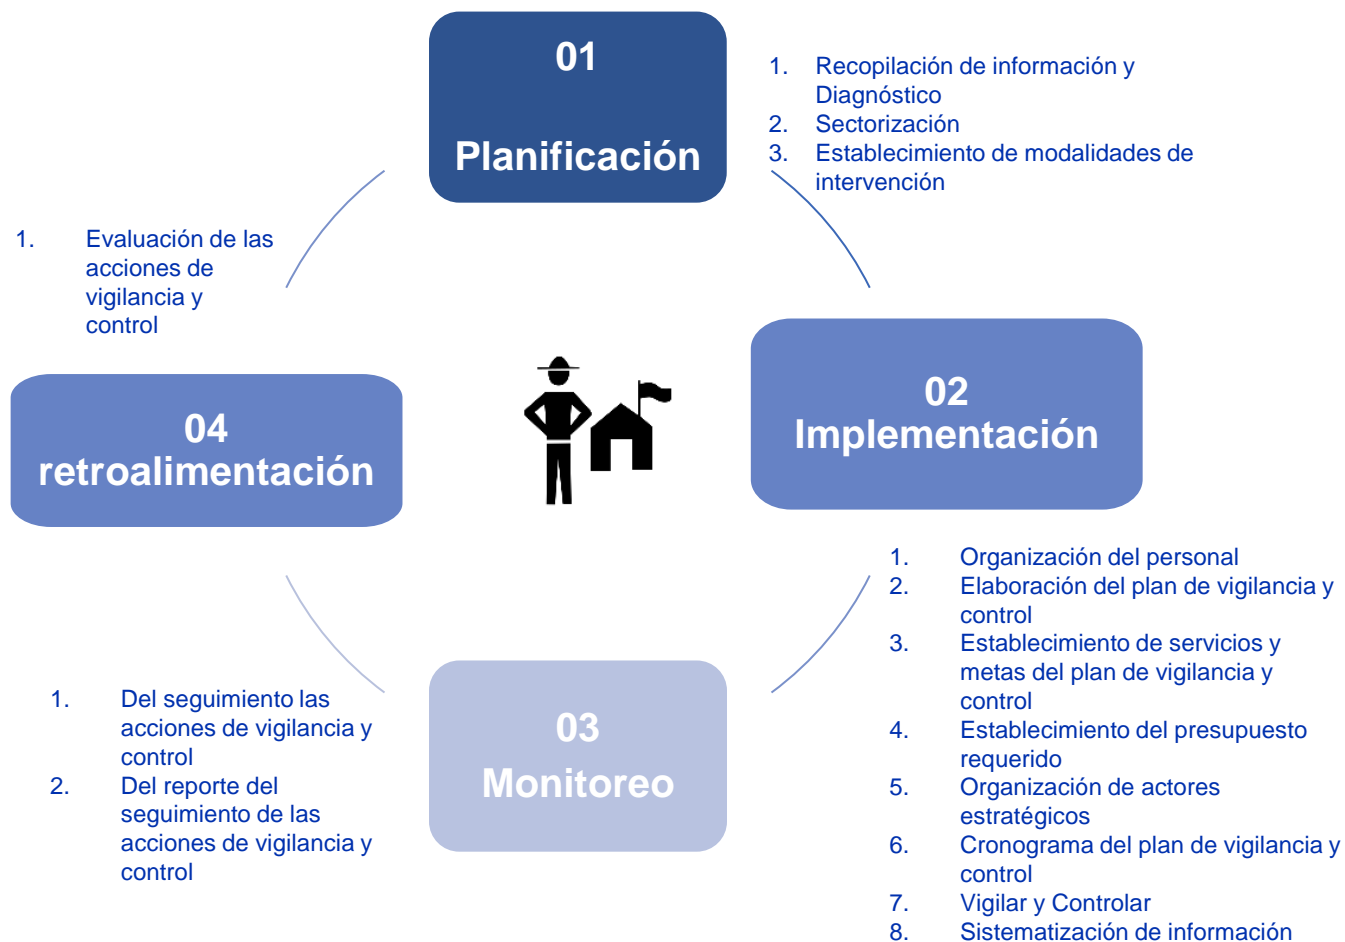 01
Planificación
1. Recopilación de información y
Diagnóstico
2. Sectorización
3. Establecimiento de modalidades de
intervención
02
Implementación
1. Organización del personal
2. Elaboración del plan de vigilancia y
control
3. Establecimiento de servicios y
metas del plan de vigilancia y
control
4. Establecimiento del presupuesto
requerido
5. Organización de actores
estratégicos
6. Cronograma del plan de vigilancia y
control
7. Vigilar y Controlar
8. Sistematización de información
03
Monitoreo
1. Del seguimiento las
acciones de vigilancia y
control
2. Del reporte del
seguimiento de las
acciones de vigilancia y
control
04
retroalimentación
1. Evaluación de las
acciones de
vigilancia y
control